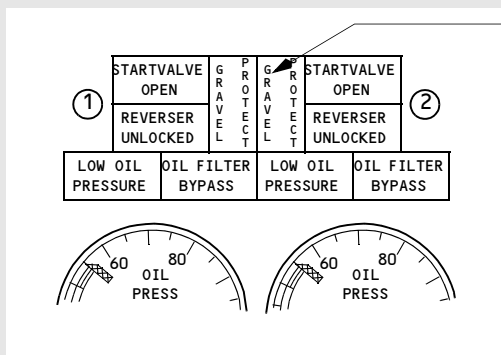 STARTVALVE
OPEN
GRAVEL
PROTECT
GRAVEL
PROTECT
STARTVALVE
OPEN
1
REVERSER
UNLOCKED
REVERSER
UNLOCKED
2
LOW OIL
PRESSURE
OIL FILTER
BYPASS
LOW OIL
PRESSURE
OIL FILTER
BYPASS
60 80
OIL
PRESS
60 80
OIL
PRESS